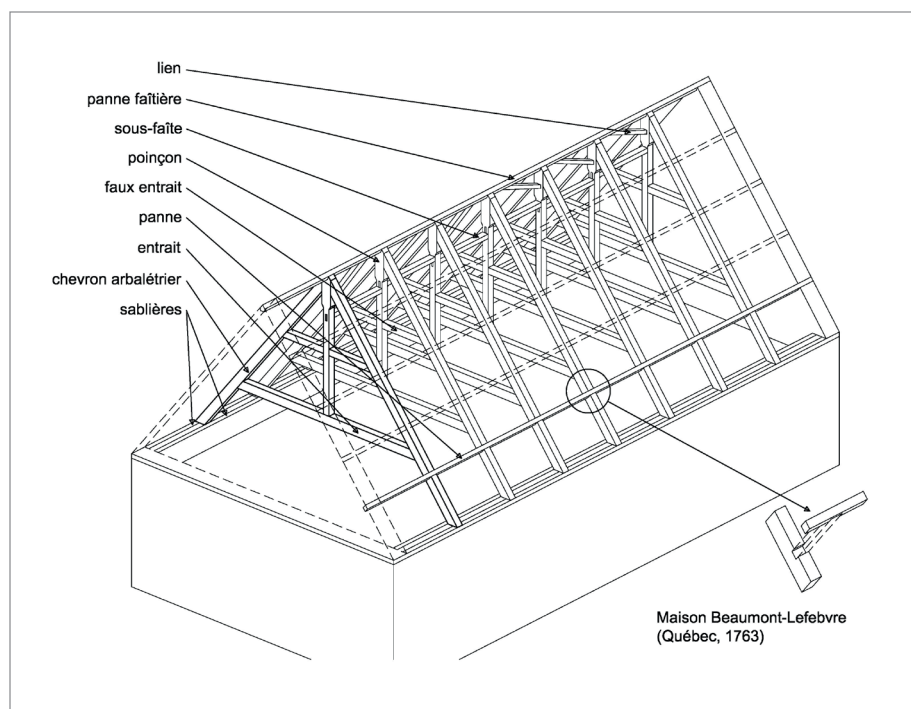 lien
panne faîtière
sous-faîte
poinçon
faux entrait
panne
entrait
chevron arbalétrier
sablières
Maison Beaumont-Lefebvre
(Québec, 1763)